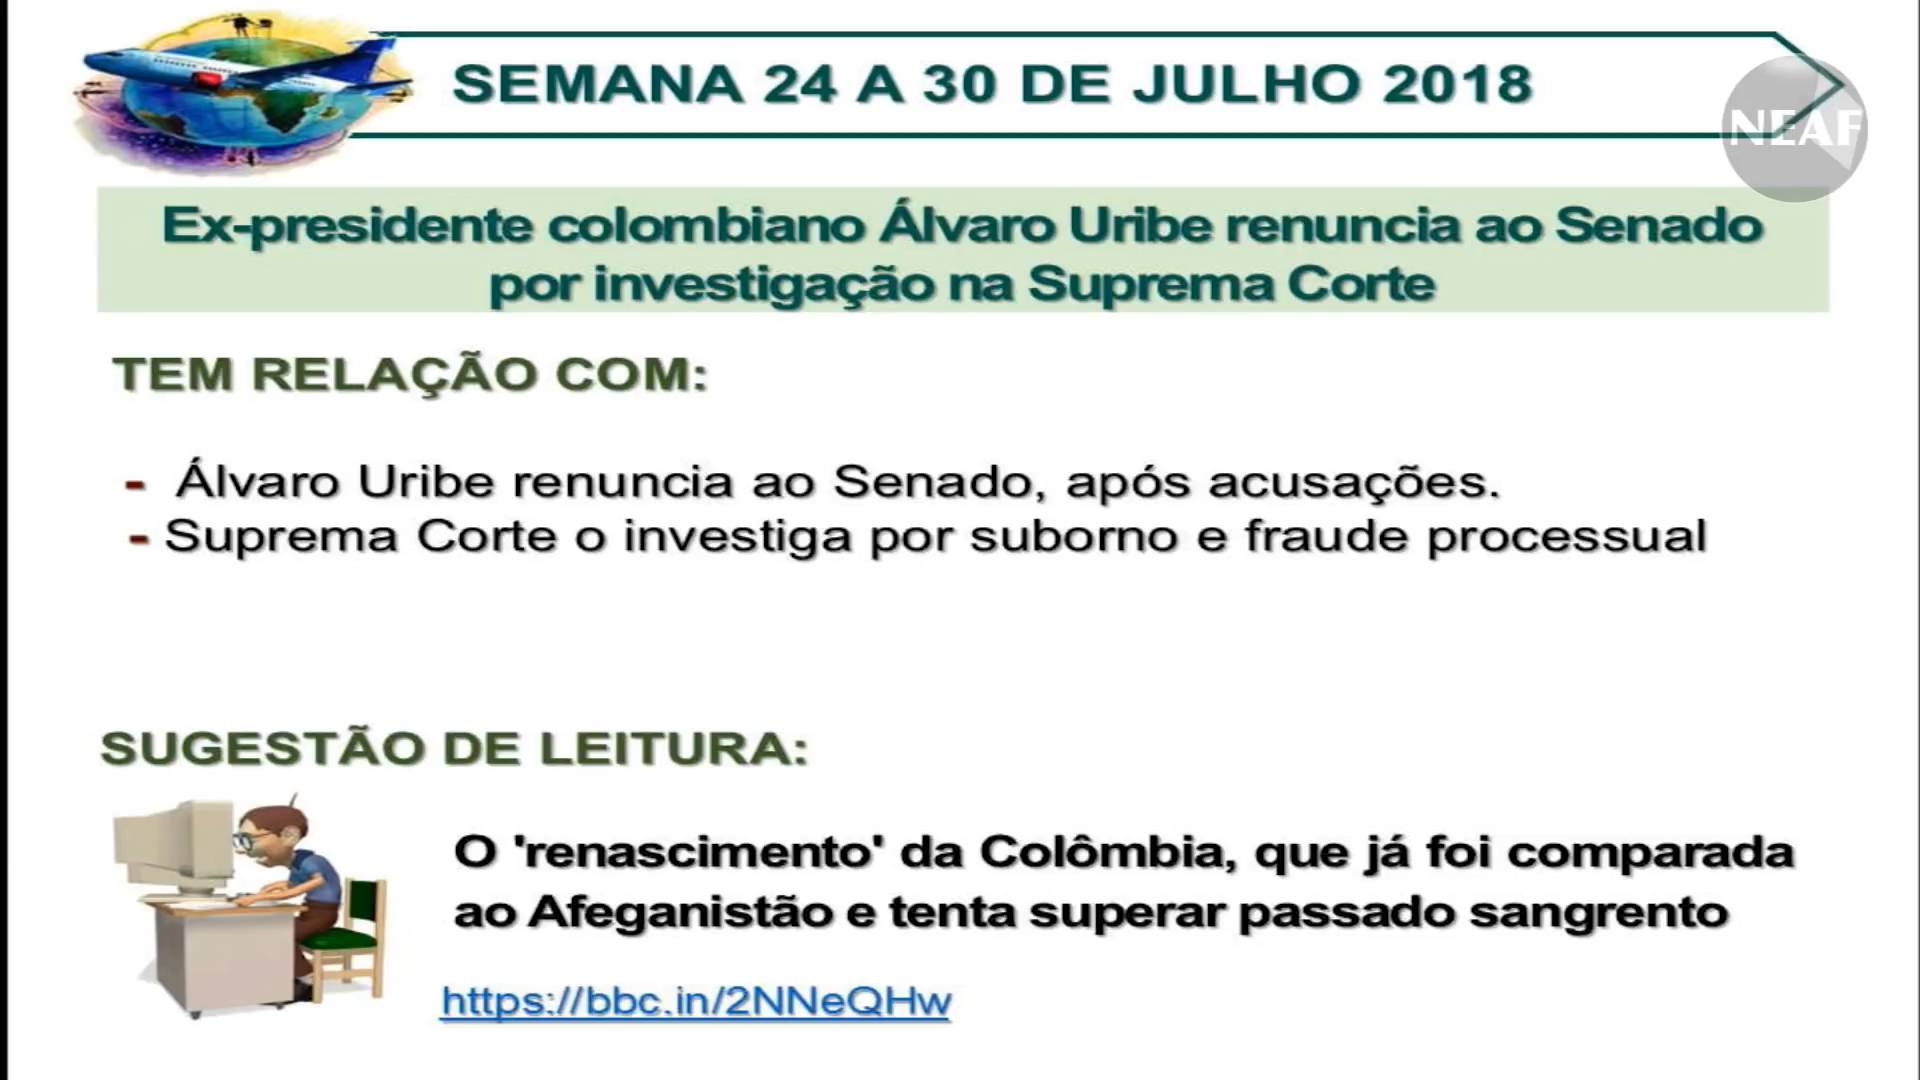 SEMANA 24 A 30 DE JULHO 2018
NEAF
Ex-presidente colombiano Álvaro Uribe renuncia ao Senado
por investigação na Suprema Corte
TEM RELAÇÃO COM:
- Álvaro Uribe renuncia ao Senado, após acusações.
- Suprema Corte o investiga por suborno e fraude processual
SUGESTÃO DE LEITURA:
O 'renascimento' da Colômbia, que já foi comparada
ao Afeganistão e tenta superar passado sangrento
https://bbc.in/2NNeQHw